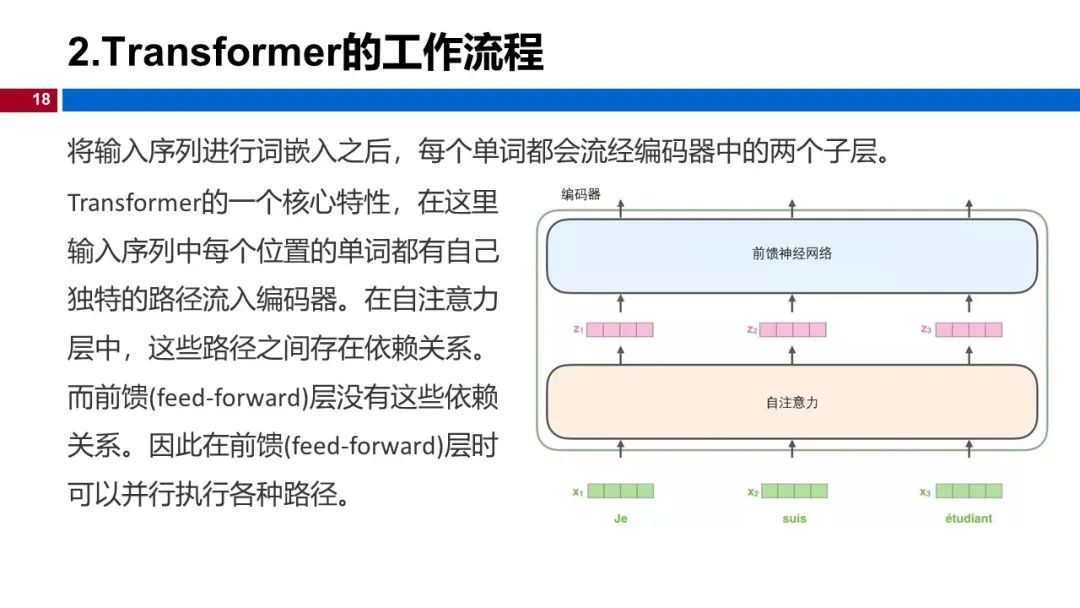 2.Transformer的工作流程
18
将输入序列进行词嵌入之后，每个单词都会流经编码器中的两个子层。
Transformer的一个核心特性，在这里
输入序列中每个位置的单词都有自己
独特的路径流入编码器。在自注意力
层中，这些路径之间存在依赖关系。
而前馈(feed-forward)层没有这些依赖
关系。因此在前馈(feed-forward)层时
可以并行执行各种路径。
编码器
前馈神经网络
z₁ z₂ z₃
自注意力
x₁ x₂ x₃
Je suis étudiant